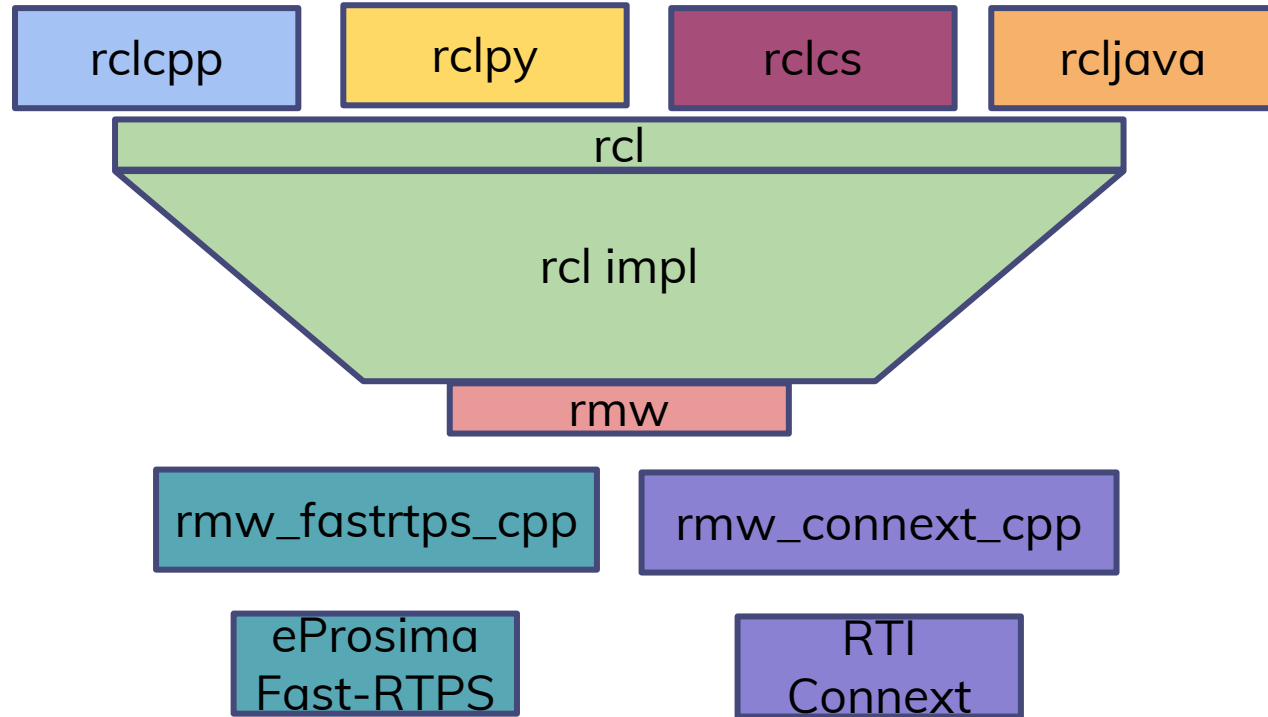 rclcpp
rclpy
rclcs
rcljava
rcl
rcl impl
rmw
rmw_fastrtps_cpp
rmw_connext_cpp
eProsima
Fast-RTPS
RTI
Connext